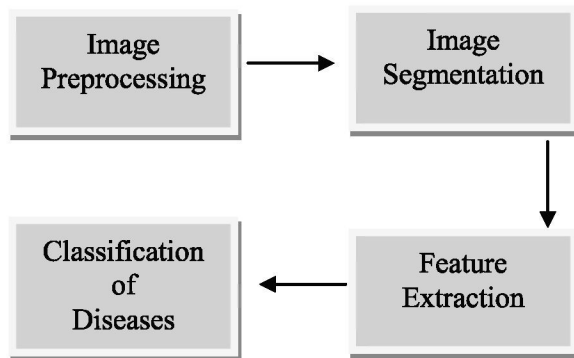 Image
Preprocessing
Image
Segmentation
Feature
Extraction
Classification
of
Diseases